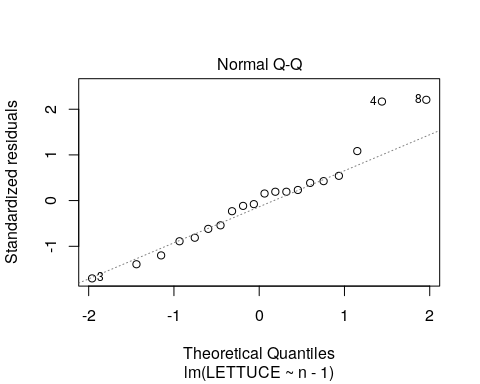 Normal Q-Q
Standardized residuals
2
1
0
-1
4
8
3
-2 -1 0 1 2
Theoretical Quantiles
lm(LETTUCE ~ n - 1)